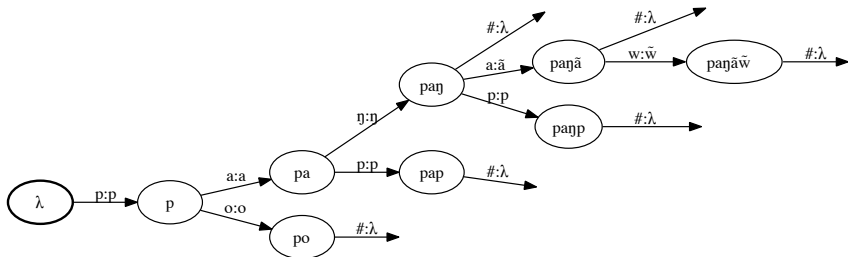 #:λ
#:λ
a:ã
w:w̃
paŋ
paŋã
paŋãw̃
#:λ
p:p
ŋ:ŋ
paŋp
#:λ
a:a
pa
p:p
pap
#:λ
λ
p:p
p
o:o
po
#:λ